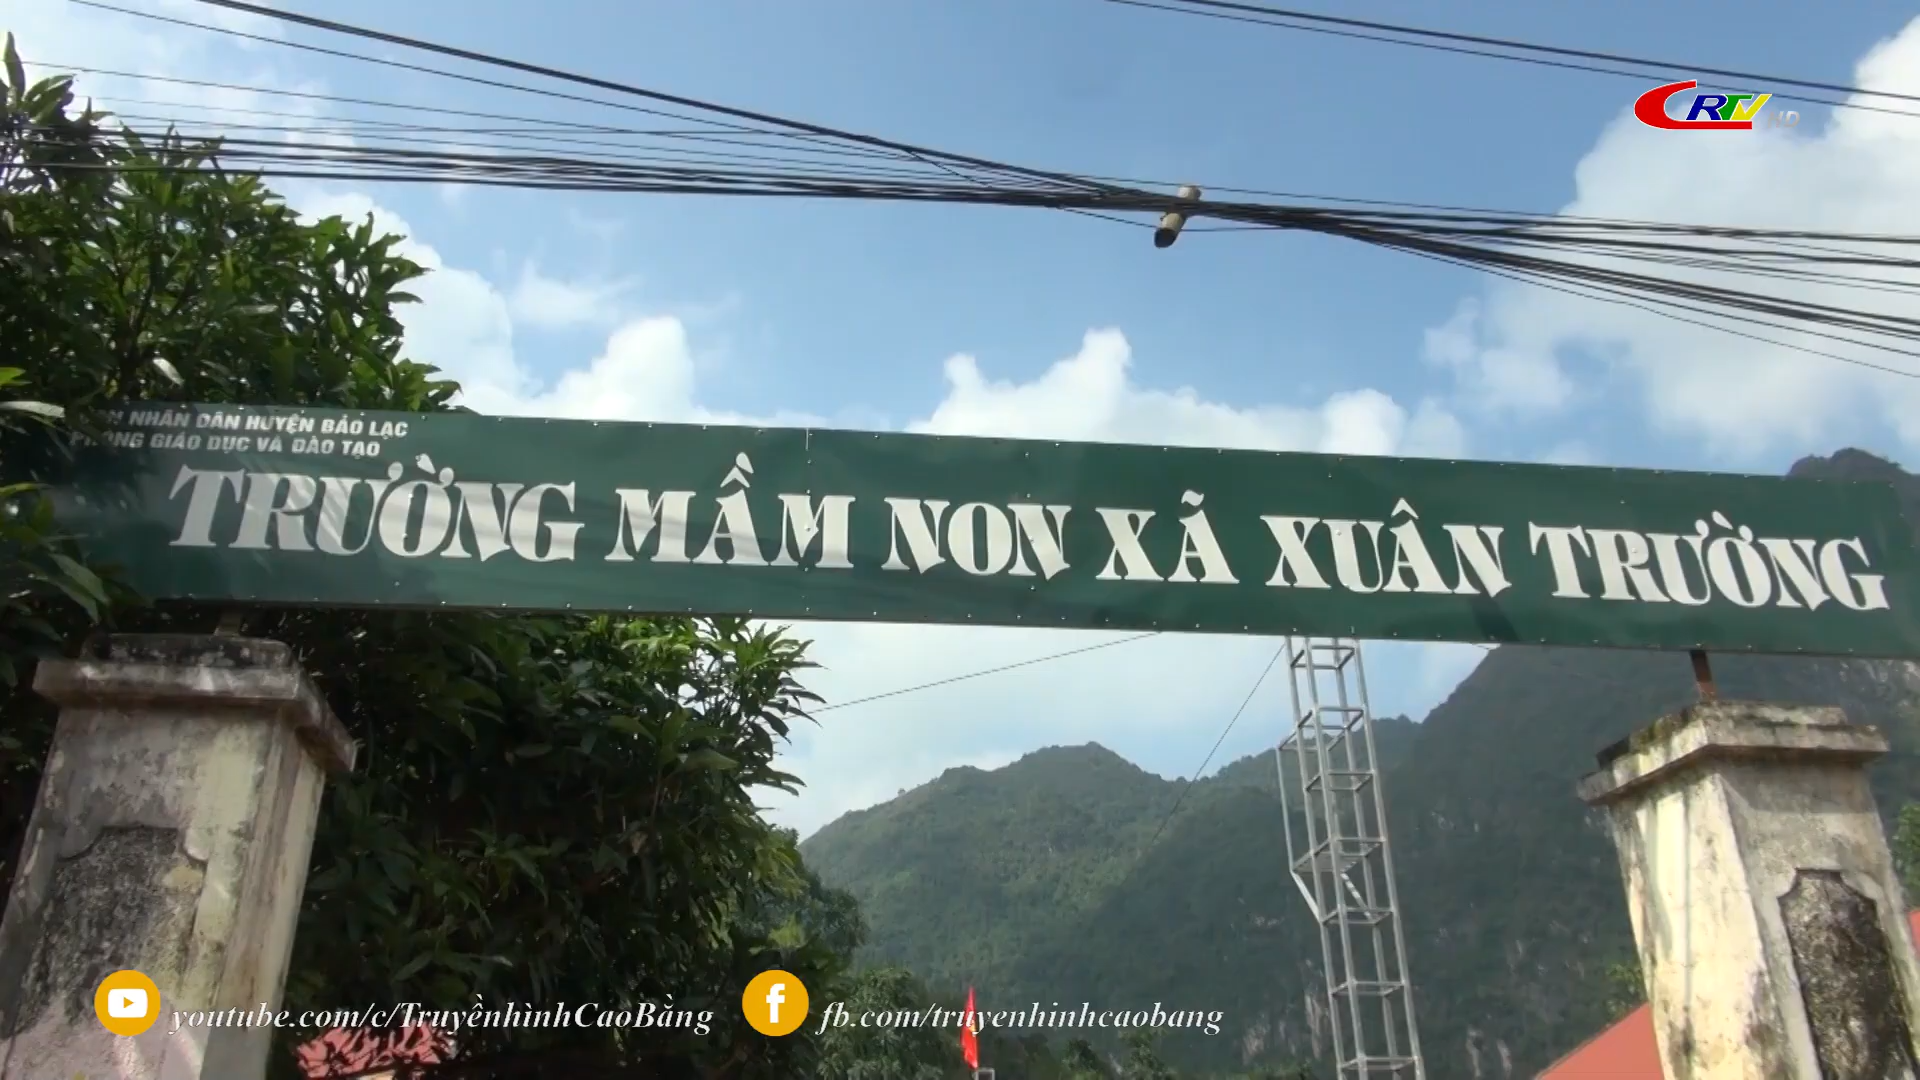 CRTV HD
NHÂN DÂN HUYỆN BẢO LẠC
PHÒNG GIÁO DỤC VÀ ĐÀO TẠO
TRƯỜNG MẦM NON XÃ XUÂN TRƯỜNG
youtube.com/c/TruyềnhìnhCaoBằng
fb.com/truyenhinhcaobang